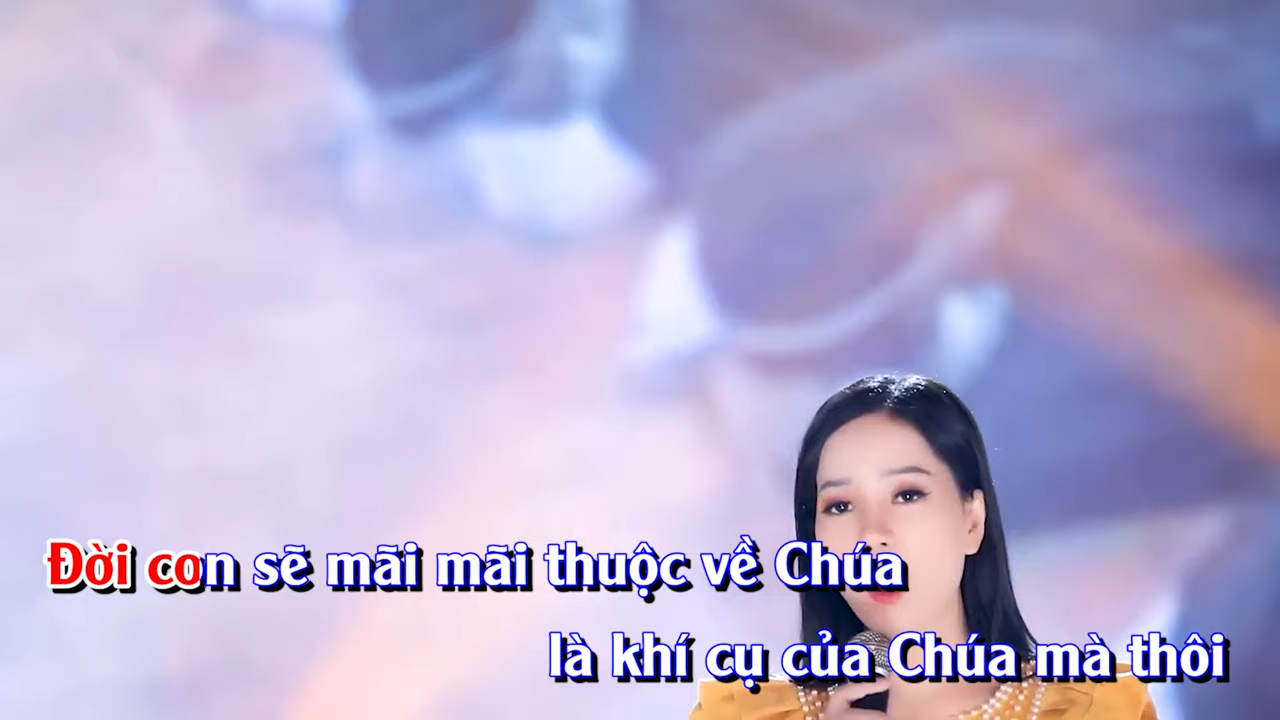 Đời con sẽ mãi mãi thuộc về Chúa
là khí cụ của Chúa mà thôi